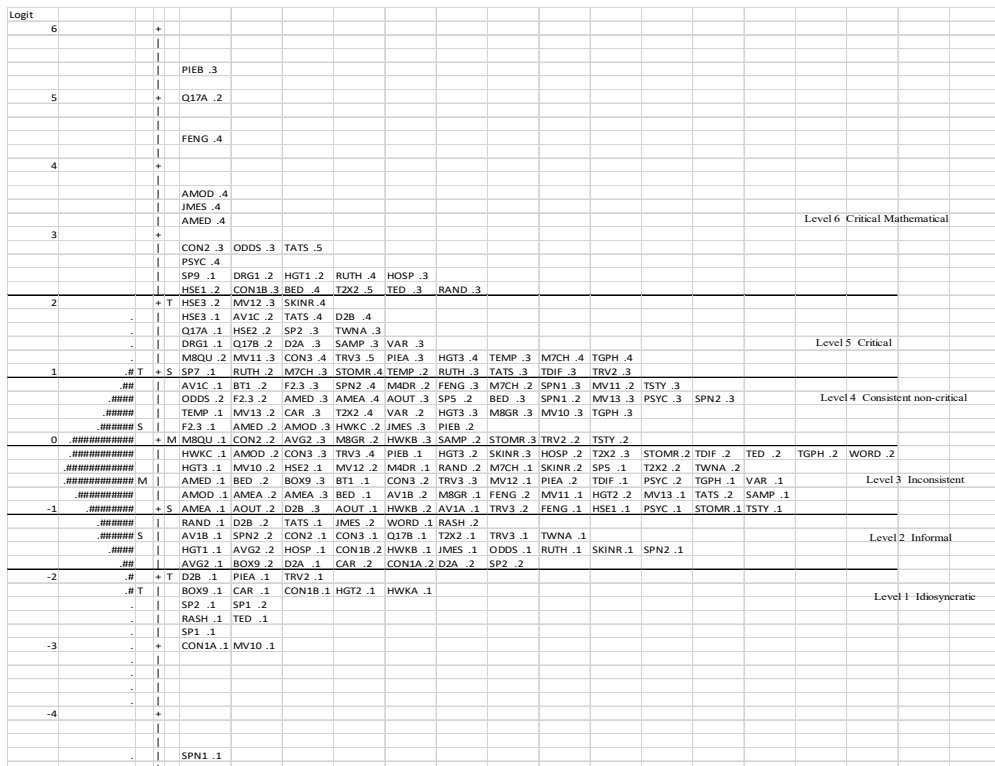 Logit
6 +
|
|
| PIEB .3
|
5 + Q17A .2
|
|
| FENG .4
|
4 +
|
| AMOD .4
| JMES .4
| AMED .4 Level 6 Critical Mathematical
3 +
| CON2 .3 ODDS .3 TATS .5
| PSYC .4
| SP9 .1 DRG1 .2 HGT1 .2 RUTH .4 HOSP .3
| HSE1 .2 CON1B .3 BED .4 T2X2 .5 TED .3 RAND .3
2 + T HSE3 .2 MV12 .3 SKINR .4
. | HSE3 .1 AV1C .2 TATS .4 D2B .4
. | Q17A .1 HSE2 .2 SP2 .3 TWNA .3
. | DRG1 .1 Q17B .2 D2A .3 SAMP .3 VAR .3 Level 5 Critical
. | M8QU .2 MV11 .3 CON3 .4 TRV3 .5 PIEA .3 HGT3 .4 TEMP .3 M7CH .4 TGPH .4
1 .# T + S SP7 .1 RUTH .2 M7CH .3 STOMR .4 TEMP .2 RUTH .3 TATS .3 TDIF .3 TRV2 .3
.## | AV1C .1 BT1 .2 F2.3 .3 SPN2 .4 M4DR .2 FENG .3 M7CH .2 SPN1 .3 MV11 .2 TSTY .3
.#### | ODDS .2 F2.3 .2 AMED .3 AMEA .4 AOUT .3 SP5 .2 BED .3 SPN1 .2 MV13 .3 PSYC .3 SPN2 .3 Level 4 Consistent non-critical
.##### | TEMP .1 MV13 .2 CAR .3 T2X2 .4 VAR .2 HGT3 .3 M8GR .3 MV10 .3 TGPH .3
.###### S | F2.3 .1 AMED .2 AMOD .3 HWKC .2 JMES .3 PIEB .2
0 .########### + M M8QU .1 CON2 .2 AVG2 .3 M8GR .2 HWKB .3 SAMP .2 STOMR .3 TRV2 .2 TSTY .2
.########### | HWKC .1 AMOD .2 CON3 .3 TRV3 .4 PIEB .1 HGT3 .2 SKINR .3 HOSP .2 T2X2 .3 STOMR .2 TDIF .2 TED .2 TGPH .2 WORD .2
.############ | HGT3 .1 MV10 .2 HSE2 .1 MV12 .2 M4DR .1 RAND .2 M7CH .1 SKINR .2 SP5 .1 T2X2 .2 TWNA .2
.############ M | AMED .1 BED .2 BOX9 .3 BT1 .1 CON3 .2 TRV3 .3 MV12 .1 PIEA .2 TDIF .1 PSYC .2 TGPH .1 VAR .1 Level 3 Inconsistent
.########## | AMOD .1 AMEA .2 AMEA .3 BED .1 AV1B .2 M8GR .1 FENG .2 MV11 .1 HGT2 .2 MV13 .1 TATS .2 SAMP .1
-1 .######## + S AMEA .1 AOUT .2 D2B .3 AOUT .1 HWKB .2 AV1A .1 TRV3 .2 FENG .1 HSE1 .1 PSYC .1 STOMR .1 TSTY .1
.###### | RAND .1 D2B .2 TATS .1 JMES .2 WORD .1 RASH .2
.###### S | AV1B .1 SPN2 .2 CON2 .1 CON3 .1 Q17B .1 T2X2 .1 TRV3 .1 TWNA .1 Level 2 Informal
.#### | HGT1 .1 AVG2 .2 HOSP .1 CON1B .2 HWKB .1 JMES .1 ODDS .1 RUTH .1 SKINR .1 SPN2 .1
.## | AVG2 .1 BOX9 .2 D2A .1 CAR .2 CON1A .2 D2A .2 SP2 .2
-2 .# + T D2B .1 PIEA .1 TRV2 .1
.# T | BOX9 .1 CAR .1 CON1B .1 HGT2 .1 HWKA .1 Level 1 Idiosyncratic
. | SP2 .1 SP1 .2
. | RASH .1 TED .1
. | SP1 .1
-3 . + CON1A .1 MV10 .1
. |
. |
. |
. |
-4 +
|
|
. | SPN1 .1
|